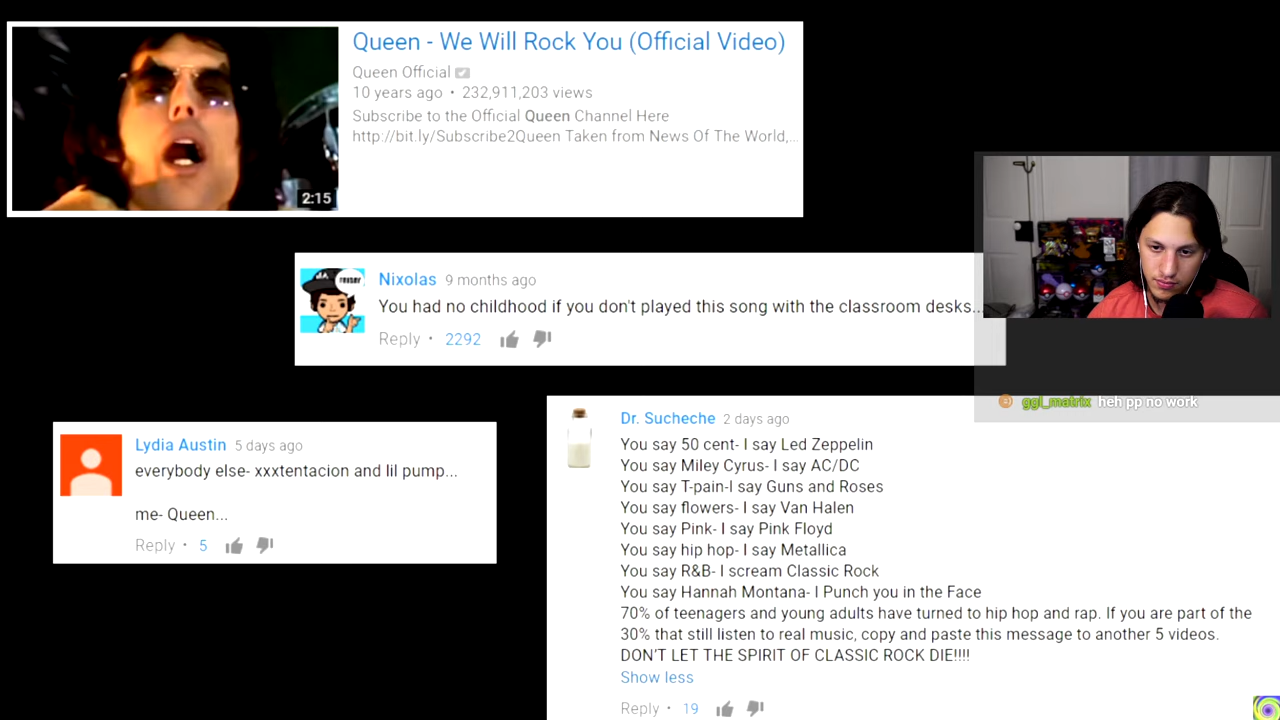 Queen - We Will Rock You (Official Video)
Queen Official
10 years ago • 232,911,203 views
Subscribe to the Official Queen Channel Here
http://bit.ly/Subscribe2Queen Taken from News Of The World,...
2:15
Nixolas 9 months ago
You had no childhood if you don't played this song with the classroom desks...
Reply • 2292
ggl_matrix heh pp no work
Lydia Austin 5 days ago
everybody else- xxxtentacion and lil pump...
me- Queen...
Reply • 5
Dr. Sucheche 2 days ago
You say 50 cent- I say Led Zeppelin
You say Miley Cyrus- I say AC/DC
You say T-pain-I say Guns and Roses
You say flowers- I say Van Halen
You say Pink- I say Pink Floyd
You say hip hop- I say Metallica
You say R&B- I scream Classic Rock
You say Hannah Montana- I Punch you in the Face
70% of teenagers and young adults have turned to hip hop and rap. If you are part of the
30% that still listen to real music, copy and paste this message to another 5 videos.
DON'T LET THE SPIRIT OF CLASSIC ROCK DIE!!!!
Show less
Reply • 19